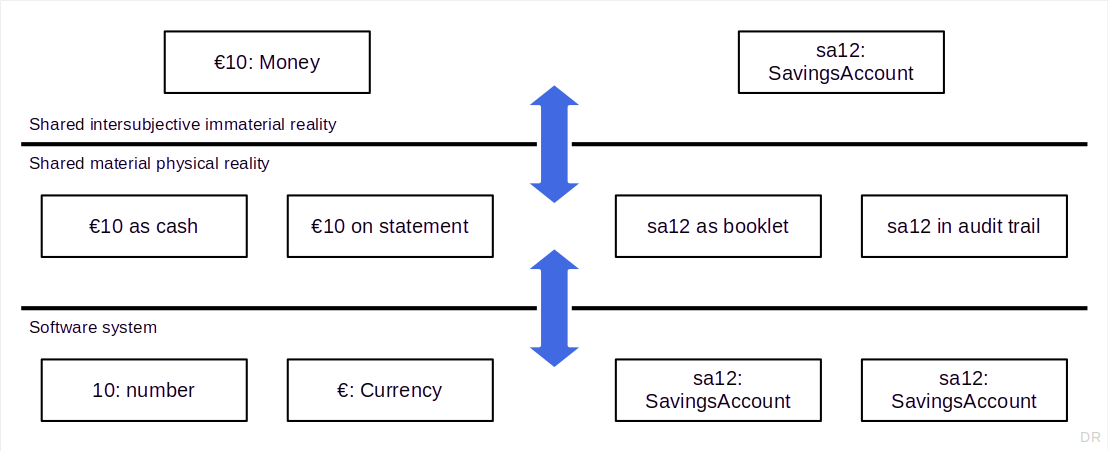 €10: Money
sa12:
SavingsAccount
Shared intersubjective immaterial reality
Shared material physical reality
€10 as cash
€10 on statement
sa12 as booklet
sa12 in audit trail
Software system
10: number
€: Currency
sa12:
SavingsAccount
sa12:
SavingsAccount
DR